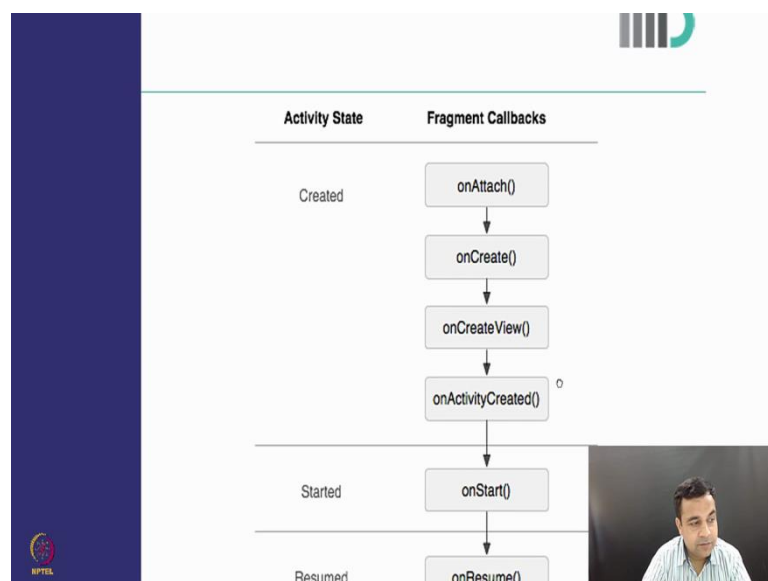 Activity State Fragment Callbacks
Created onAttach()
onCreate()
onCreateView()
onActivityCreated()
Started onStart()
Resumed onResume()
NPTEL